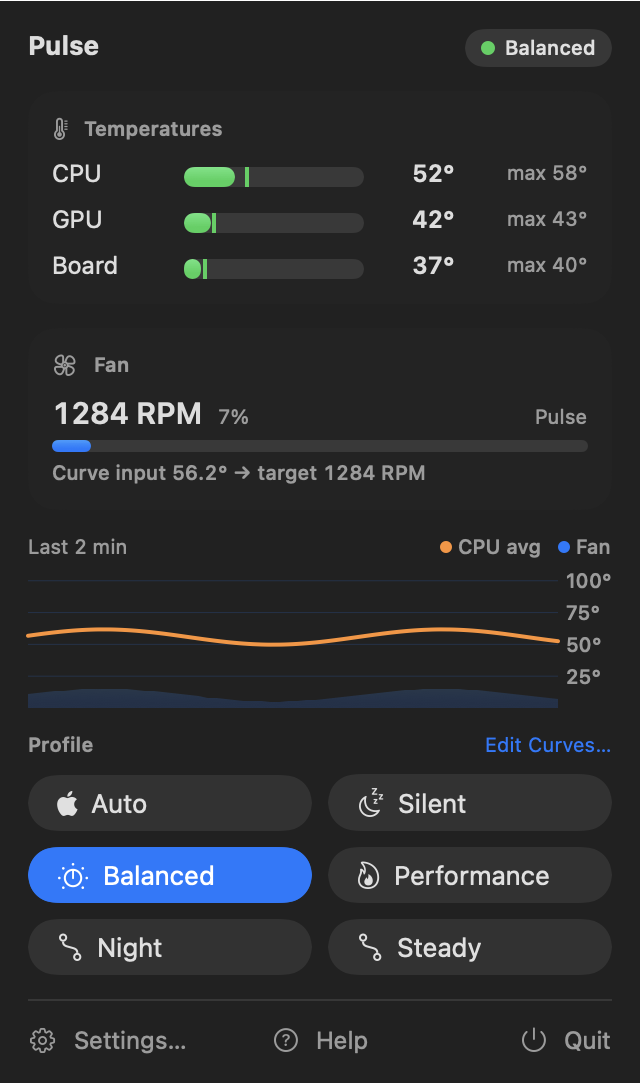 Pulse
Balanced
Temperatures
CPU 52° max 58°
GPU 42° max 43°
Board 37° max 40°
Fan
1284 RPM 7% Pulse
Curve input 56.2° → target 1284 RPM
Last 2 min CPU avg Fan
100°
75°
50°
25°
Profile Edit Curves...
Auto Silent
Balanced Performance
Night Steady
Settings... Help Quit